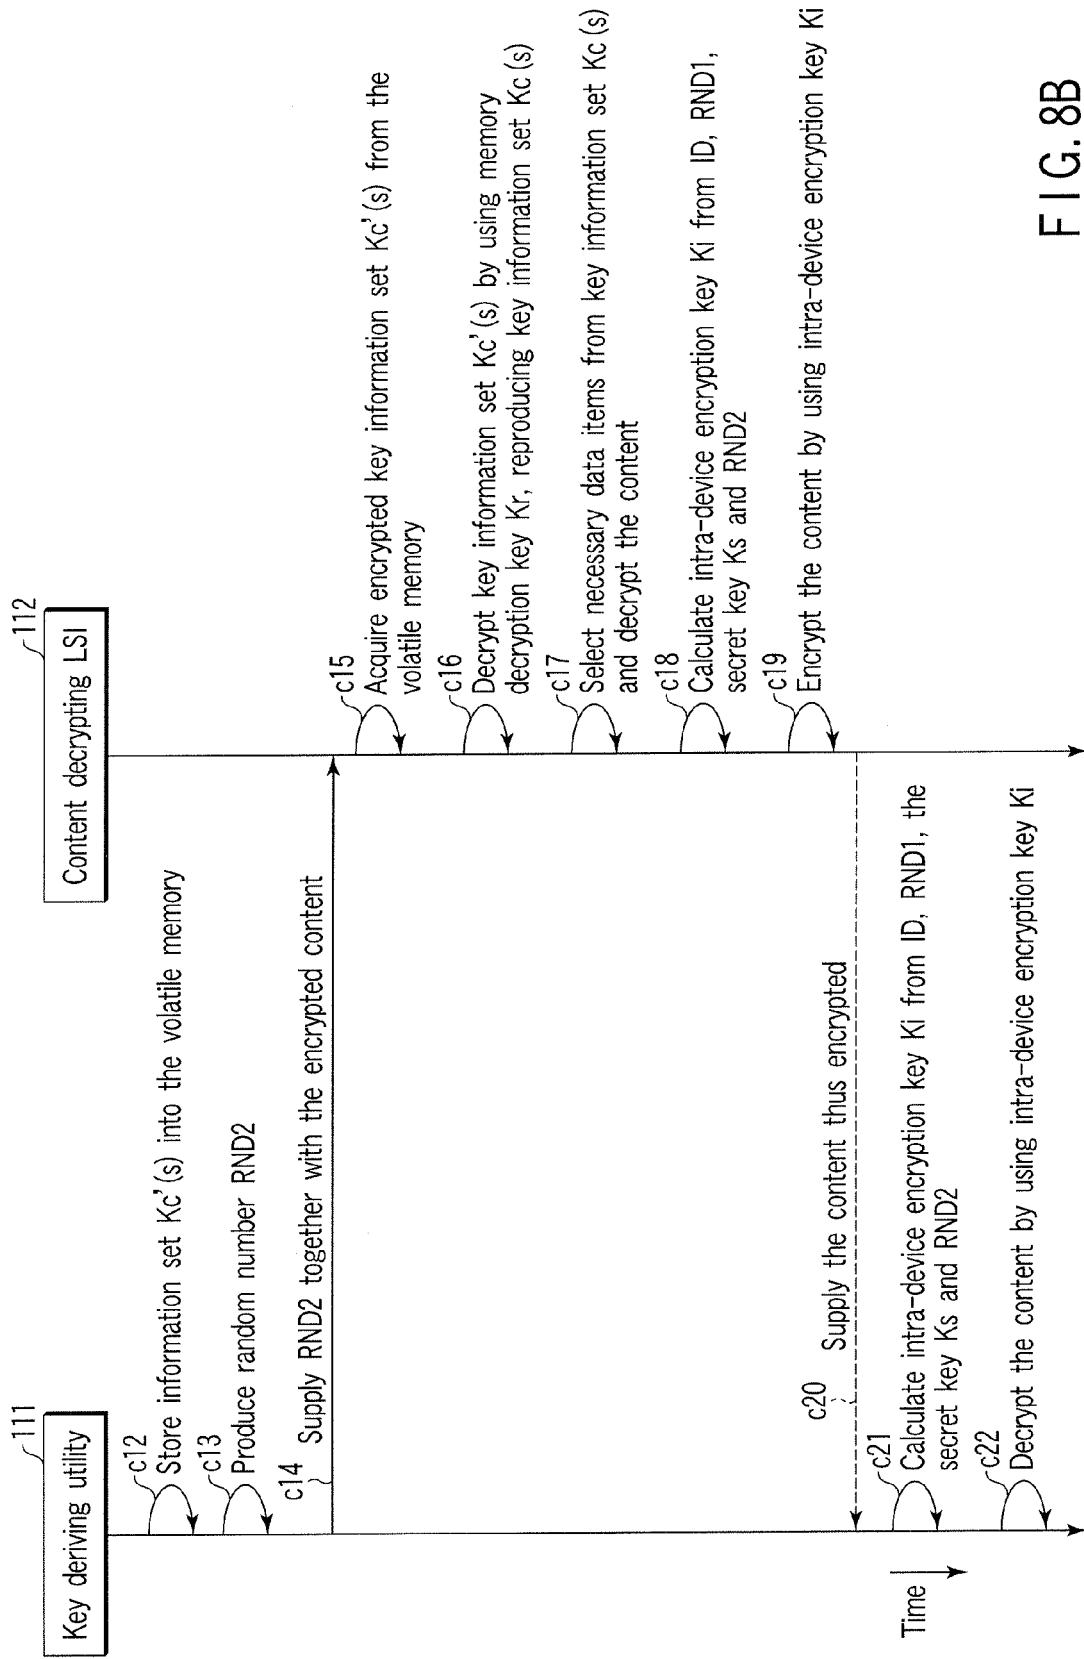 111
Key deriving utility
112
Content decrypting LSI
c12
Store information set Kc'(s) into the volatile memory
c13
Produce random number RND2
c14
Supply RND2 together with the encrypted content
c15
Acquire encrypted key information set Kc'(s) from the
volatile memory
c16
Decrypt key information set Kc'(s) by using memory
decryption key Kr, reproducing key information set Kc(s)
c17
Select necessary data items from key information set Kc(s)
and decrypt the content
c18
Calculate intra-device encryption key Ki from ID, RND1,
secret key Ks and RND2
c19
Encrypt the content by using intra-device encryption key Ki
c20
Supply the content thus encrypted
c21
Calculate intra-device encryption key Ki from ID, RND1, the
secret key Ks and RND2
c22
Decrypt the content by using intra-device encryption key Ki
Time
FIG. 8B